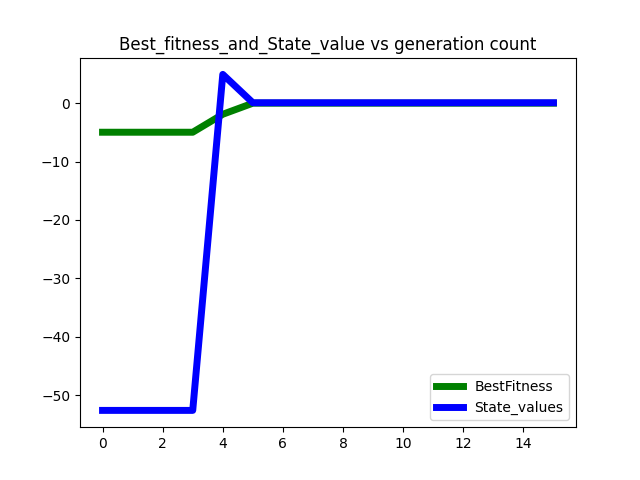 Best_fitness_and_State_value vs generation count
0
−10
−20
−30
−40
−50
0 2 4 6 8 10 12 14
BestFitness
State_values